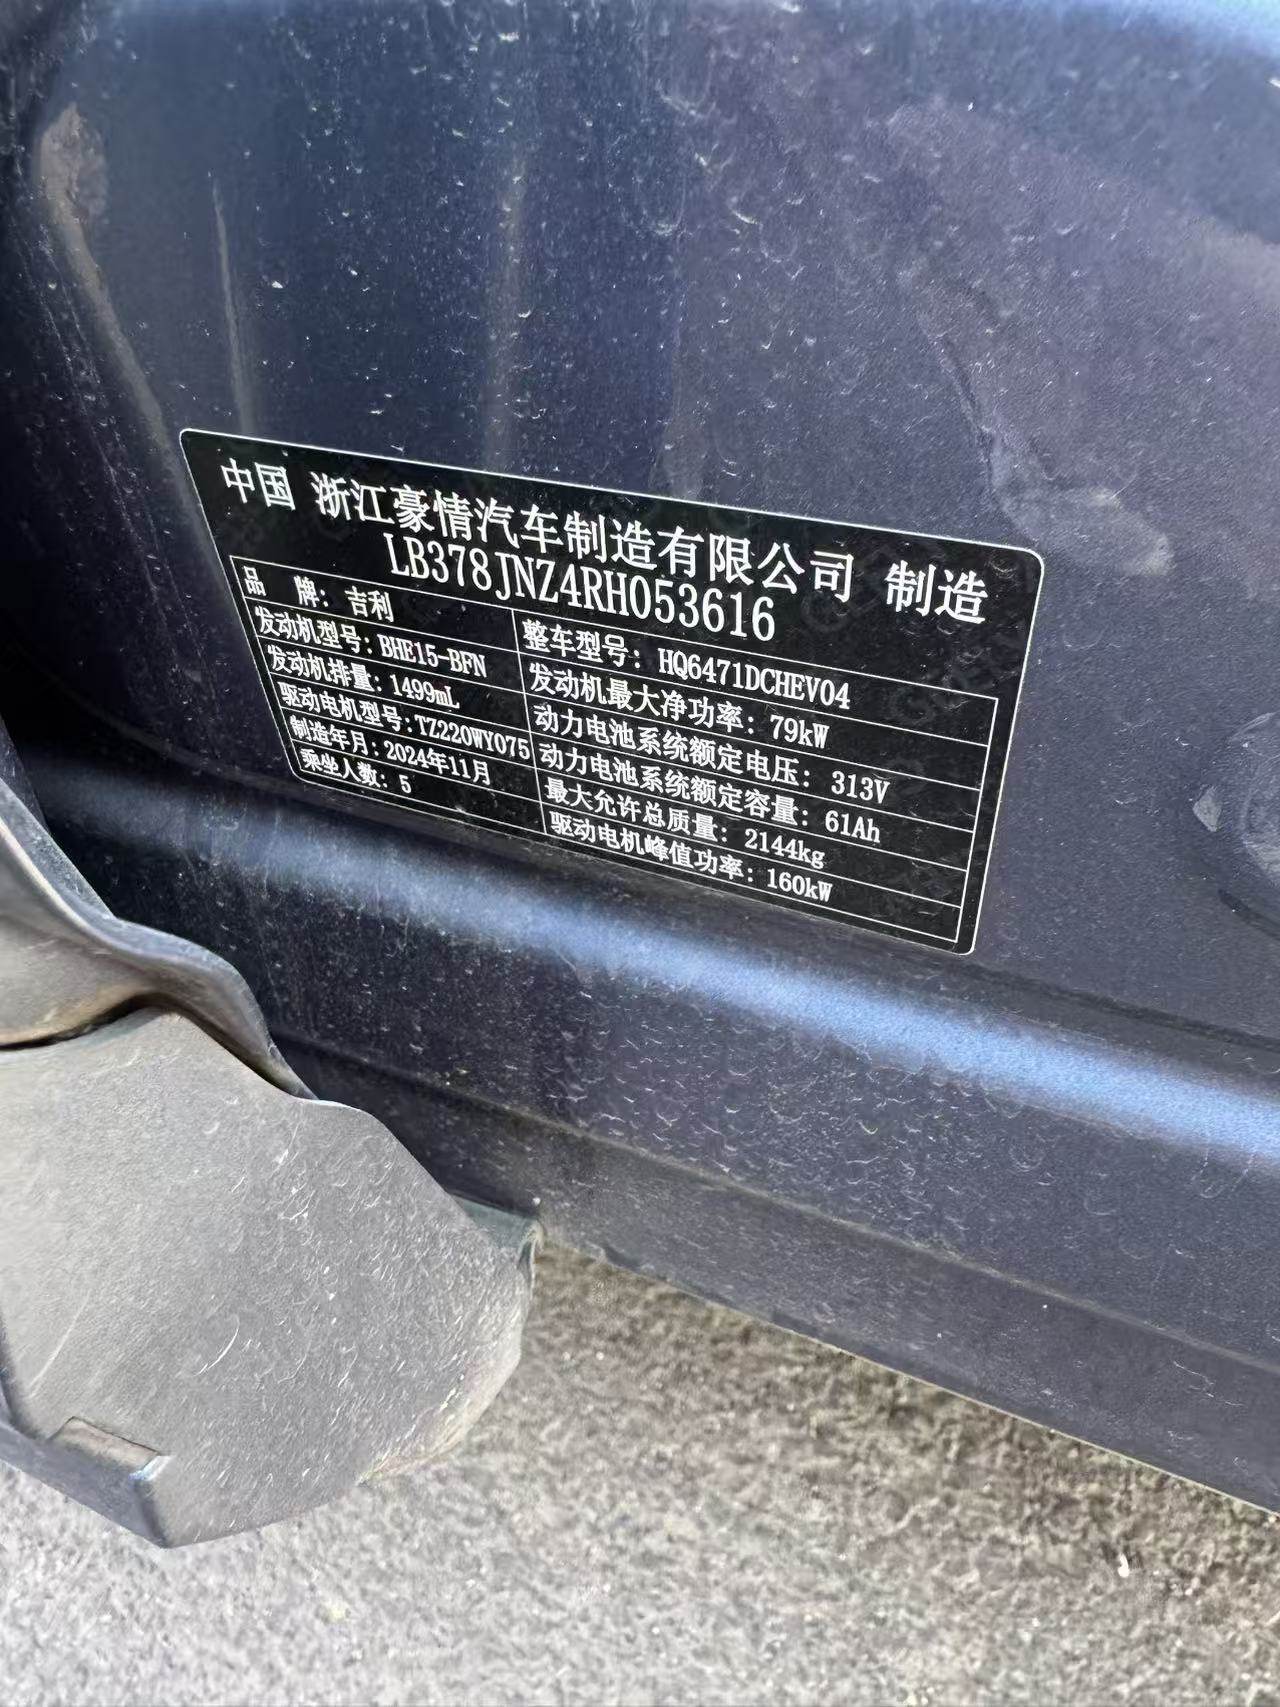 中国 浙江豪情汽车制造有限公司 制造
LB378JNZ4RH053616
品 牌: 吉利
整车型号: HQ6471DCHEV04
发动机型号: BHE15-BFN
发动机最大净功率: 79kW
发动机排量: 1499mL
动力电池系统额定电压: 313V
驱动电机型号: TZ220WY075
动力电池系统额定容量: 61Ah
制造年月: 2024年11月
最大允许总质量: 2144kg
乘坐人数: 5
驱动电机峰值功率: 160kW